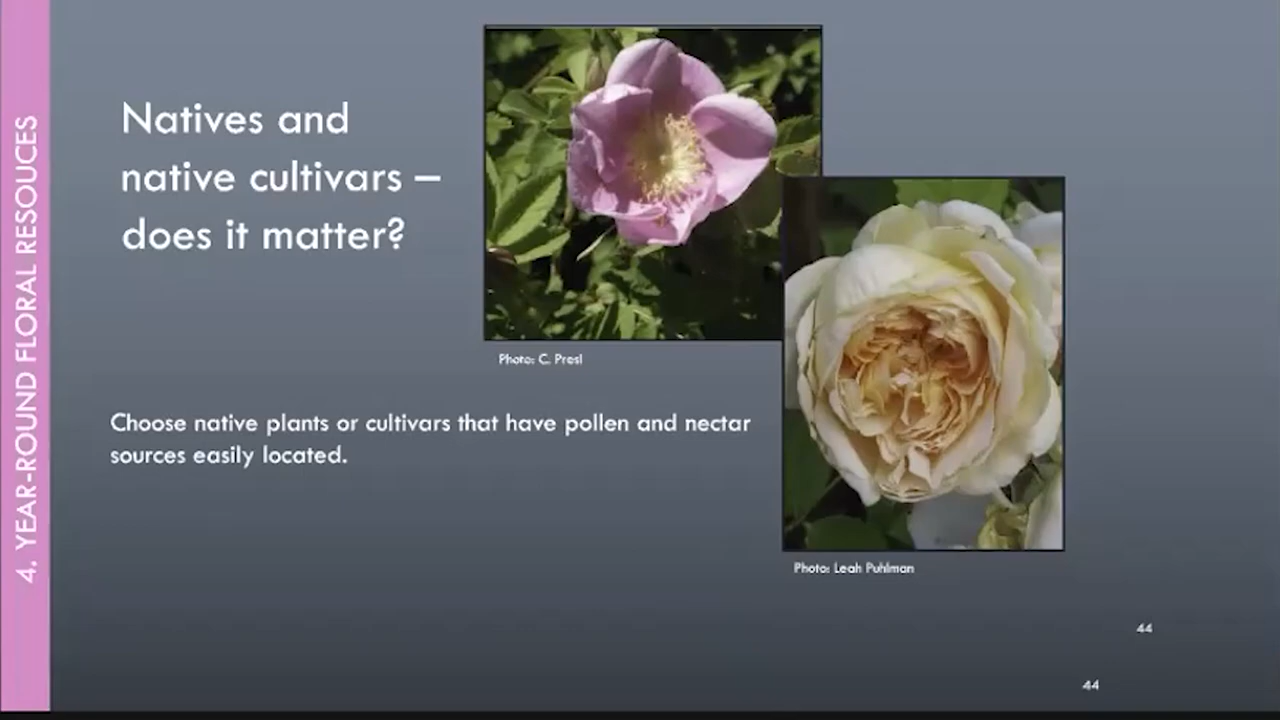 4. YEAR-ROUND FLORAL RESOUCES
Natives and
native cultivars –
does it matter?
Photo: C. Presl
Choose native plants or cultivars that have pollen and nectar
sources easily located.
Photo: Leah Puhlman
44
44